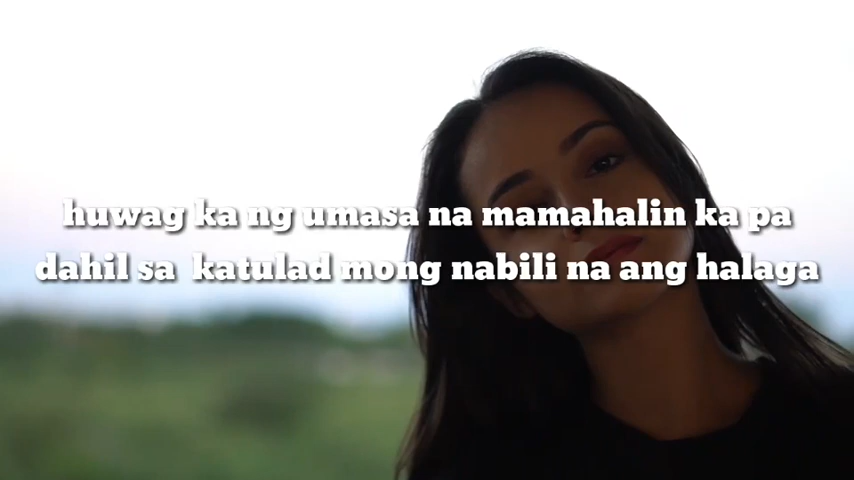 huwag ka ng umasa na mamahalin ka pa
dahil sa katulad mong nabili na ang halaga